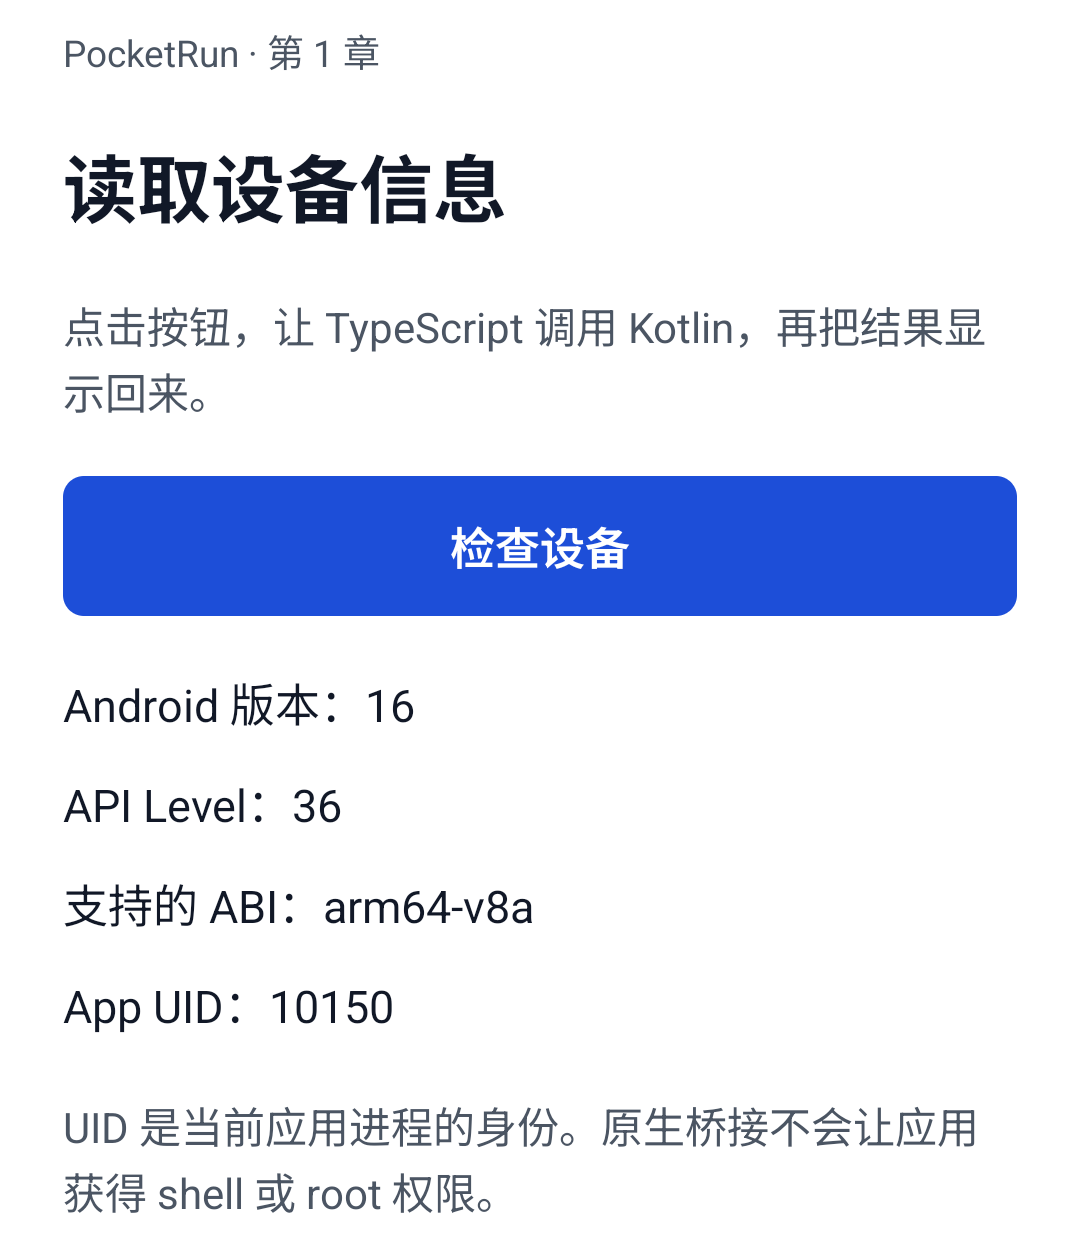 PocketRun · 第 1 章
读取设备信息
点击按钮，让 TypeScript 调用 Kotlin，再把结果显
示回来。
检查设备
Android 版本：16
API Level：36
支持的 ABI：arm64-v8a
App UID：10150
UID 是当前应用进程的身份。原生桥接不会让应用
获得 shell 或 root 权限。